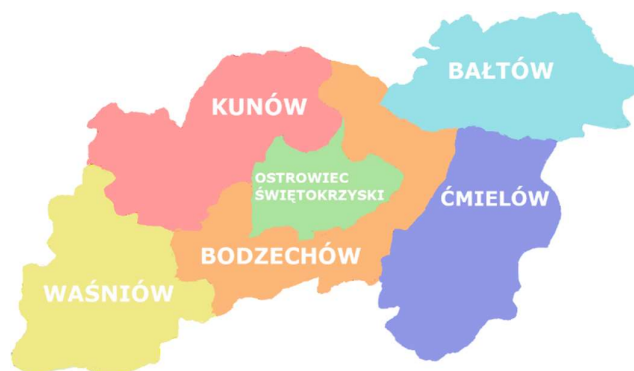 BAŁTÓW
KUNÓW
OSTROWIEC
ŚWIĘTOKRZYSKI
ĆMIELÓW
BODZECHÓW
WAŚNIÓW